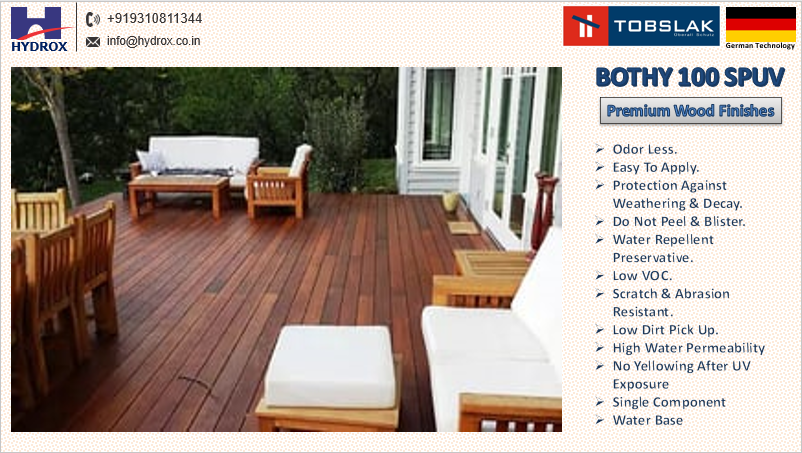 HYDROX
+919310811344
info@hydrox.co.in
TOBSLAK
Überall Schutz
German Technology
BOTHY 100 SPUV
Premium Wood Finishes
Odor Less.
Easy To Apply.
Protection Against
Weathering & Decay.
Do Not Peel & Blister.
Water Repellent
Preservative.
Low VOC.
Scratch & Abrasion
Resistant.
Low Dirt Pick Up.
High Water Permeability
No Yellowing After UV
Exposure
Single Component
Water Base